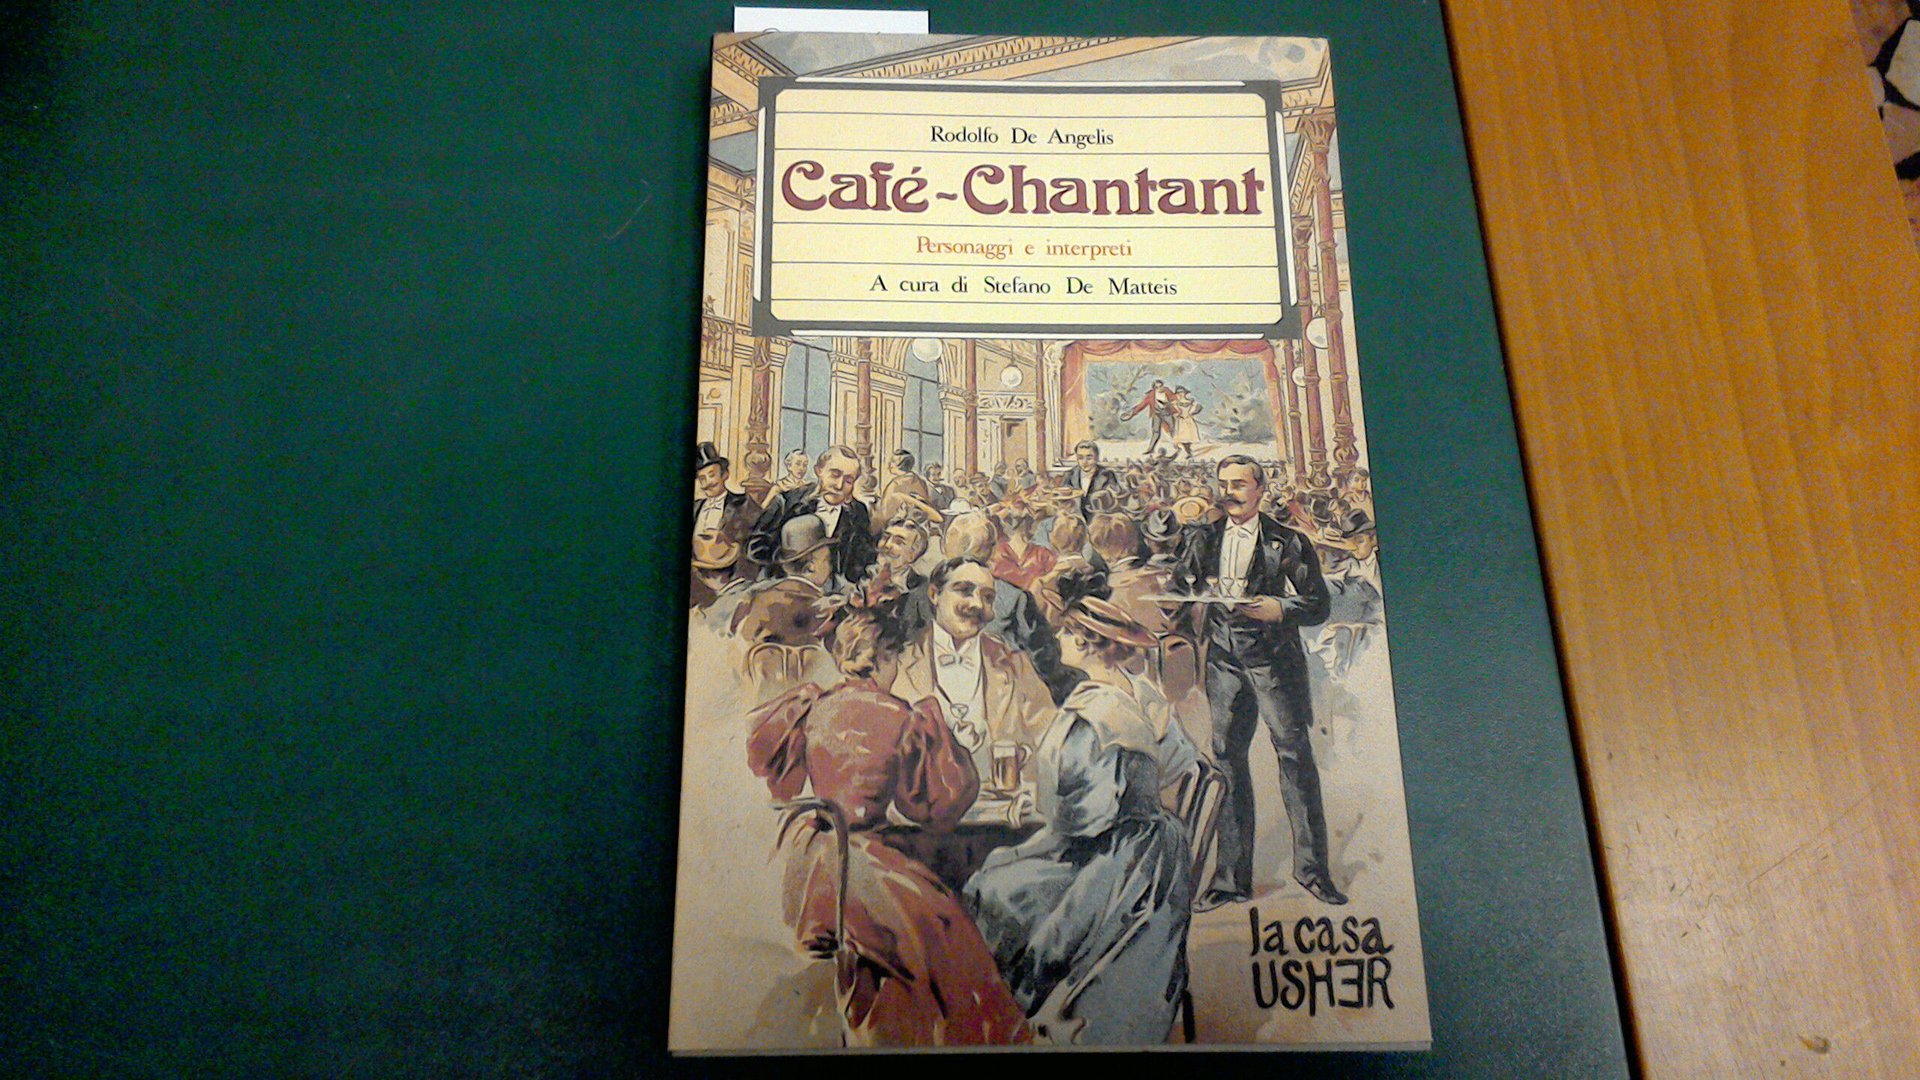 Rodolfo De Angelis
Café-Chantant
Personaggi e interpreti
A cura di Stefano De Matteis
la casa
USHER